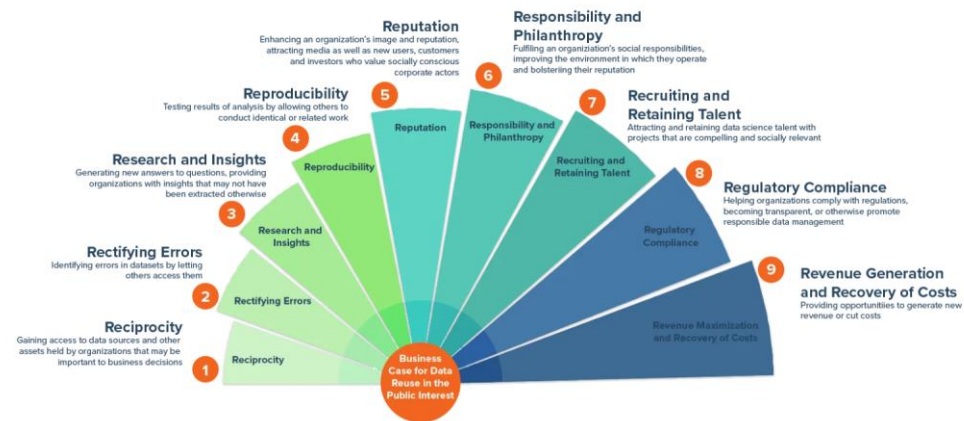 Reciprocity
Gaining access to data sources and other
assets held by organizations that may be
important to business decisions
1
Reciprocity
Rectifying Errors
Identifying errors in datasets by letting
others access them
2
Rectifying Errors
Research and Insights
Generating new answers to questions, providing
organizations with insights that may not have
been extracted otherwise
3
Research and
Insights
Reproducibility
Testing results of analysis by allowing others to
conduct identical or related work
4
Reproducibility
Reputation
Enhancing an organization's image and reputation,
attracting media as well as new users, customers
and investors who value socially conscious
corporate actors
5
Reputation
Responsibility and
Philanthropy
Fulfiling an organiziation's social responsibilities,
improving the environment in which they operate
and bolsteriing their reputation
6
Responsibility and
Philanthropy
Recruiting and
Retaining Talent
Attracting and retaining data science talent with
projects that are compelling and socially relevant
7
Recruiting and
Retaining Talent
Regulatory Compliance
Helping organizations comply with regulations,
becoming transparent, or otherwise promote
responsible data management
8
Regulatory
Compliance
Revenue Generation
and Recovery of Costs
Providing opportunitiies to generate new
revenue or cut costs
9
Revenue Maximization
and Recovery of Costs
Business
Case for Data
Reuse in the
Public Interest